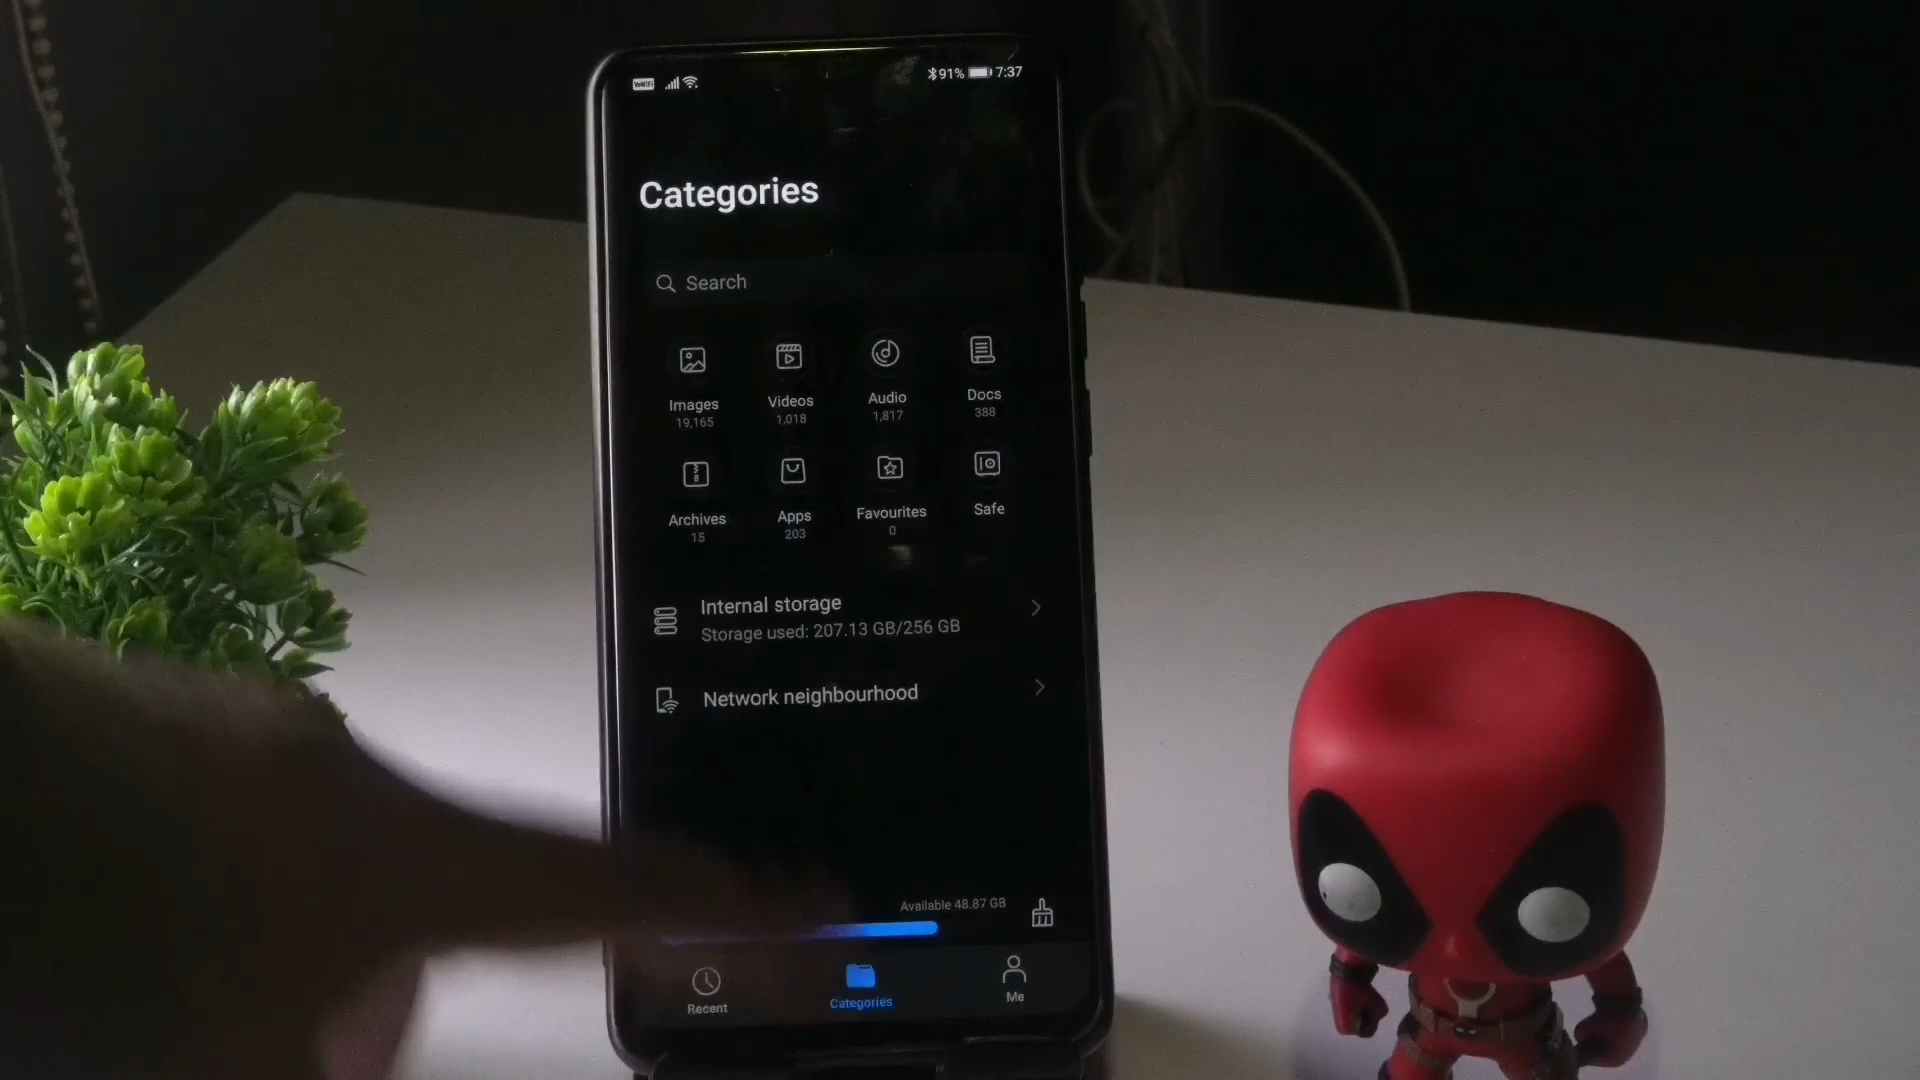 VoWiFi
91% 7:37
Categories
Search
Images Videos Audio Docs
19,165 1,018 1,817 388
Archives Apps Favourites Safe
15 203 0
Internal storage
Storage used: 207.13 GB/256 GB
Network neighbourhood
Available 48.87 GB
Recent Categories Me